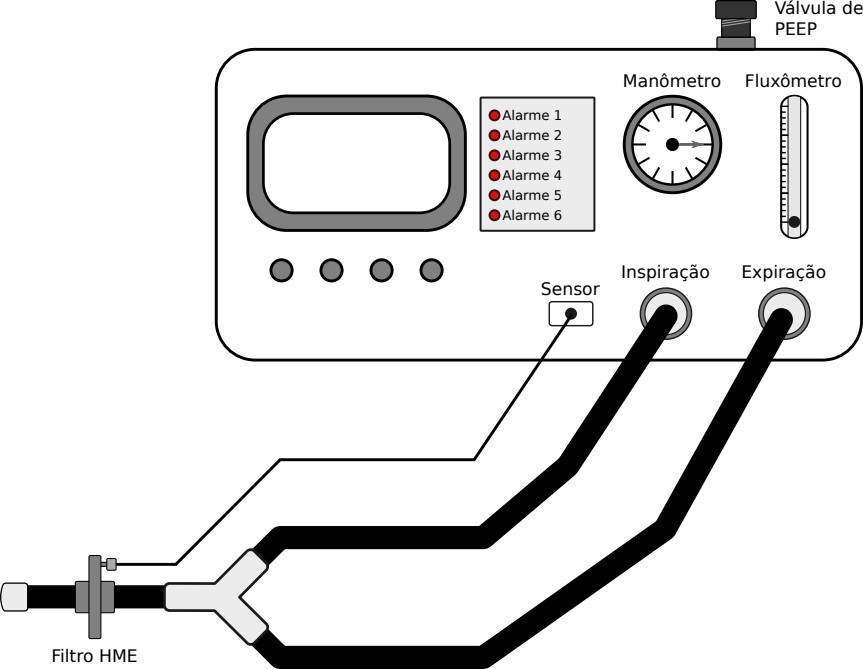 Válvula de
PEEP
Manômetro
Fluxômetro
Alarme 1
Alarme 2
Alarme 3
Alarme 4
Alarme 5
Alarme 6
Inspiração
Expiração
Sensor
Filtro HME